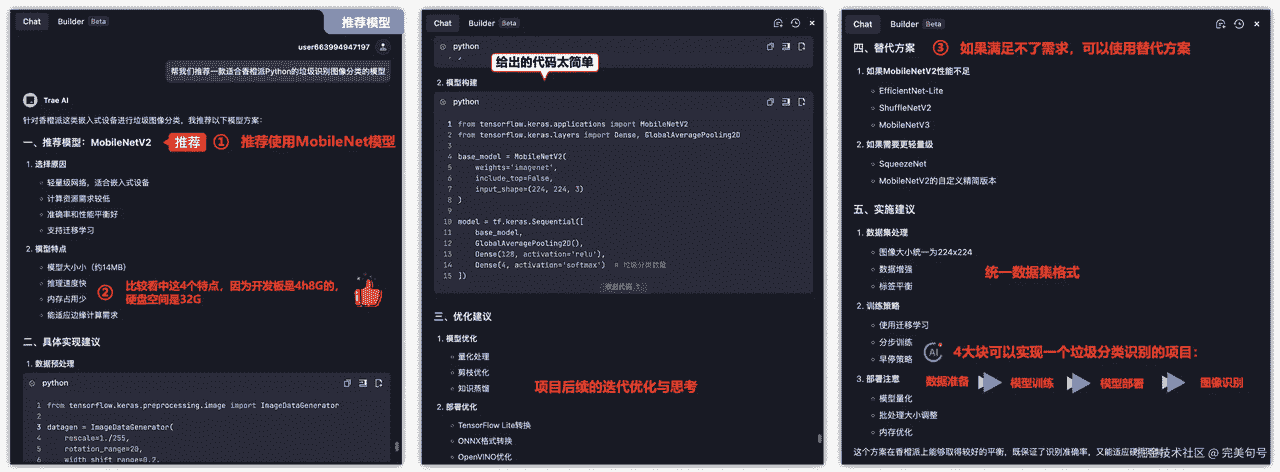 Chat
Builder Beta
推荐模型
user663994947197
帮我们推荐一款适合香橙派Python的垃圾识别图像分类的模型
Trae AI
针对香橙派这类嵌入式设备进行垃圾图像分类，我推荐以下模型方案：
一、推荐模型：MobileNetV2
推荐
① 推荐使用MobileNet模型
1. 选择原因
轻量级网络，适合嵌入式设备
计算资源需求较低
准确率和性能平衡好
支持迁移学习
2. 模型特点
模型大小小（约14MB）
推理速度快
内存占用少
能适应边缘计算需求
② 比较看中这4个特点，因为开发板是4h8G的，
硬盘空间是32G
二、具体实现建议
1. 数据预处理
python
1 from tensorflow.keras.preprocessing.image import ImageDataGenerator
2
3 datagen = ImageDataGenerator(
4 rescale=1./255,
5 rotation_range=20,
6 width_shift_range=0.2,
Chat
Builder Beta
python
给出的代码太简单
2. 模型构建
python
1 from tensorflow.keras.applications import MobileNetV2
2 from tensorflow.keras.layers import Dense, GlobalAveragePooling2D
3
4 base_model = MobileNetV2(
5 weights='imagenet',
6 include_top=False,
7 input_shape=(224, 224, 3)
8 )
9
10 model = tf.keras.Sequential([
11 base_model,
12 GlobalAveragePooling2D(),
13 Dense(128, activation='relu'),
14 Dense(4, activation='softmax') # 垃圾分类数量
15 ])
收起代码
三、优化建议
1. 模型优化
量化处理
剪枝优化
知识蒸馏
项目后续的迭代优化与思考
2. 部署优化
TensorFlow Lite转换
ONNX格式转换
OpenVINO优化
Chat
Builder Beta
四、替代方案
③ 如果满足不了需求，可以使用替代方案
1. 如果MobileNetV2性能不足
EfficientNet-Lite
ShuffleNetV2
MobileNetV3
2. 如果需要更轻量级
SqueezeNet
MobileNetV2的自定义精简版本
五、实施建议
1. 数据集处理
图像大小统一为224x224
数据增强
标签平衡
统一数据集格式
2. 训练策略
使用迁移学习
分步训练
早停策略
AI
4大块可以实现一个垃圾分类识别的项目：
数据准备 模型训练 模型部署 图像识别
3. 部署注意
模型量化
批处理大小调整
内存优化
这个方案在香橙派上能够取得较好的平衡，既保证了识别准确率，又能适应硬
掘金技术社区 @ 完美句号